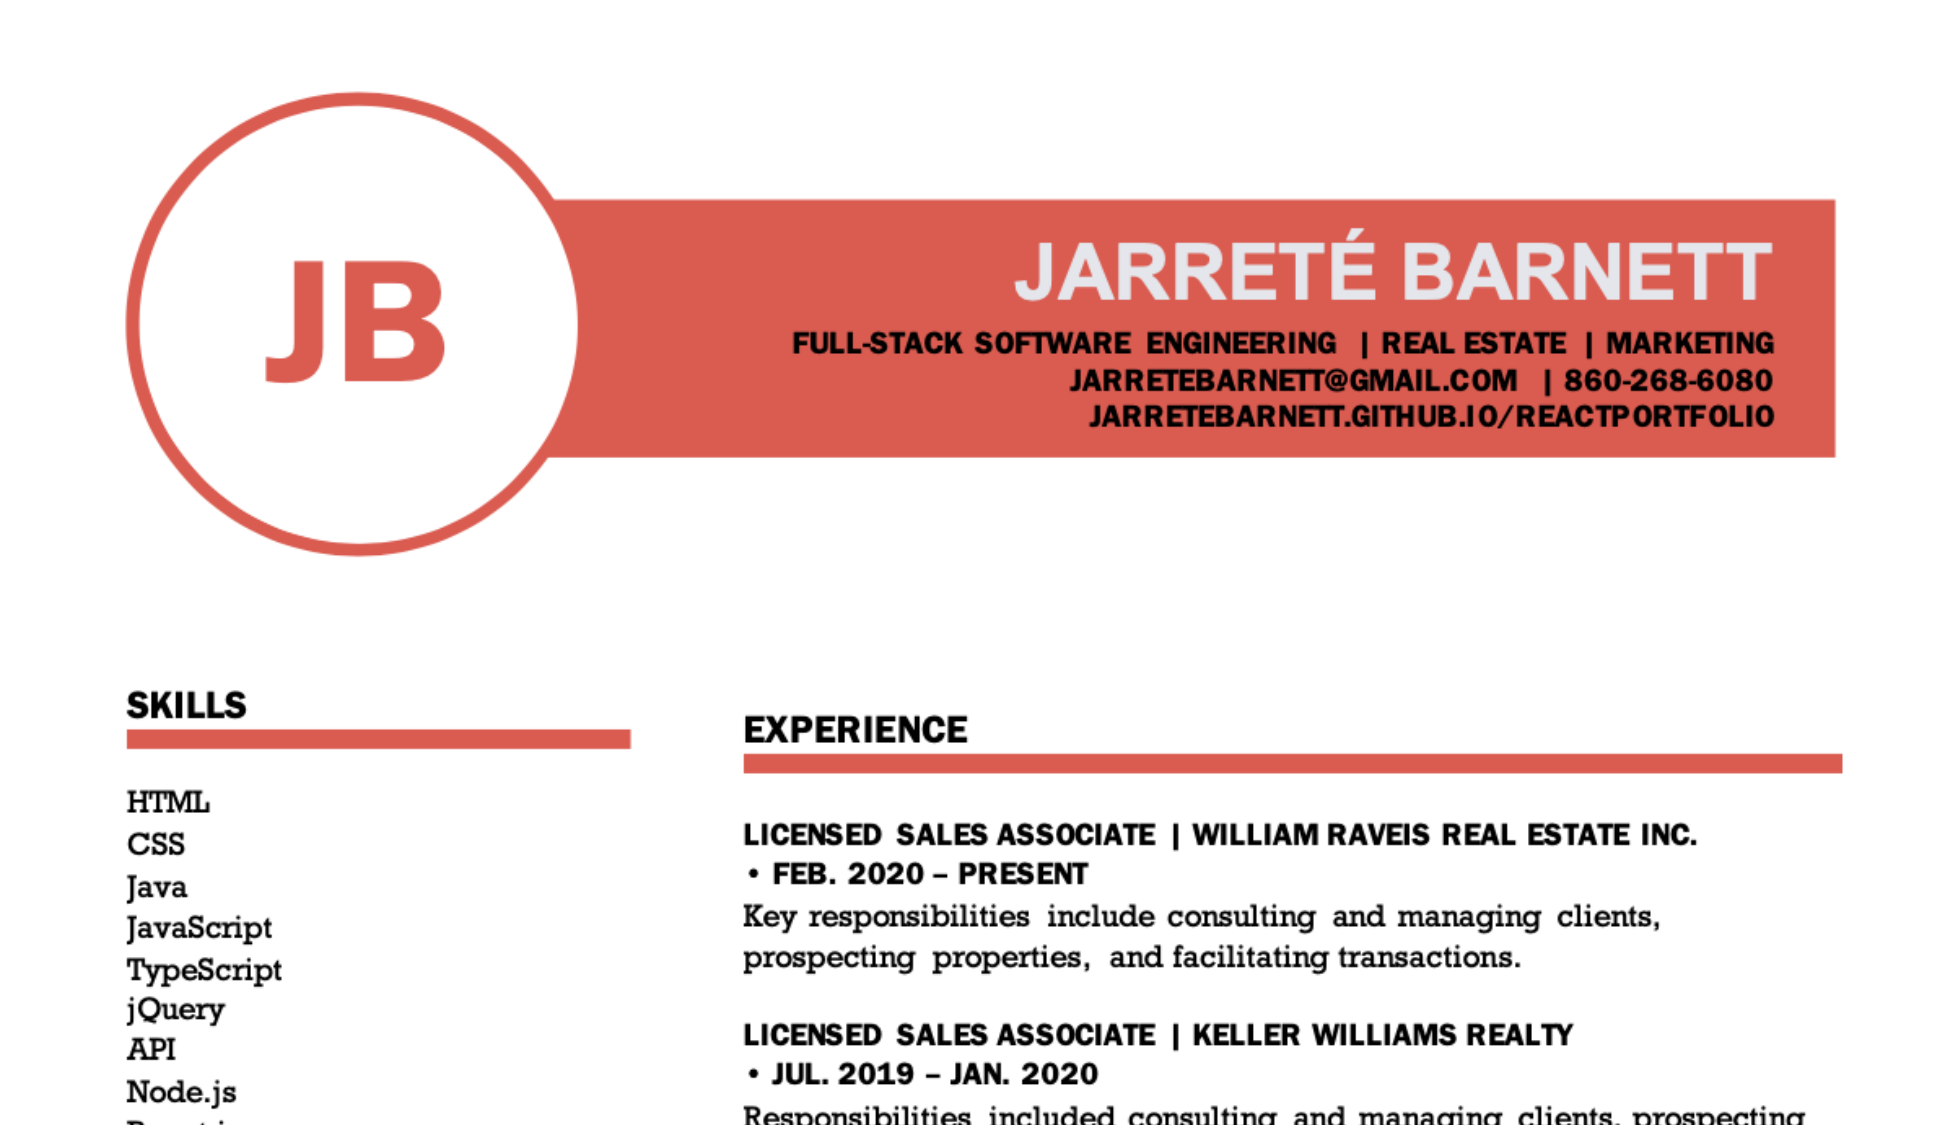 JB
JARRETÉ BARNETT
FULL-STACK SOFTWARE ENGINEERING | REAL ESTATE | MARKETING
JARRETEBARNETT@GMAIL.COM | 860-268-6080
JARRETEBARNETT.GITHUB.IO/REACTPORTFOLIO
SKILLS
HTML
CSS
Java
JavaScript
TypeScript
jQuery
API
Node.js
EXPERIENCE
LICENSED SALES ASSOCIATE | WILLIAM RAVEIS REAL ESTATE INC.
• FEB. 2020 – PRESENT
Key responsibilities include consulting and managing clients,
prospecting properties, and facilitating transactions.
LICENSED SALES ASSOCIATE | KELLER WILLIAMS REALTY
• JUL. 2019 – JAN. 2020
Responsibilities included consulting and managing clients, prospecting